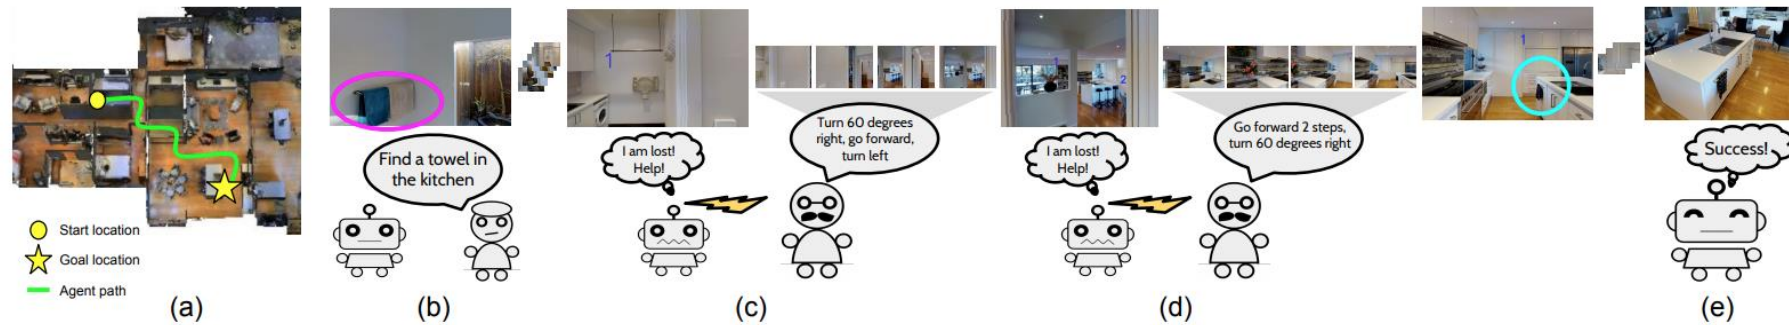 Start location
Goal location
Agent path
(a)
Find a towel in
the kitchen
(b)
1
I am lost!
Help!
Turn 60 degrees
right, go forward,
turn left
(c)
1
2
I am lost!
Help!
Go forward 2 steps,
turn 60 degrees right
(d)
1
Success!
(e)